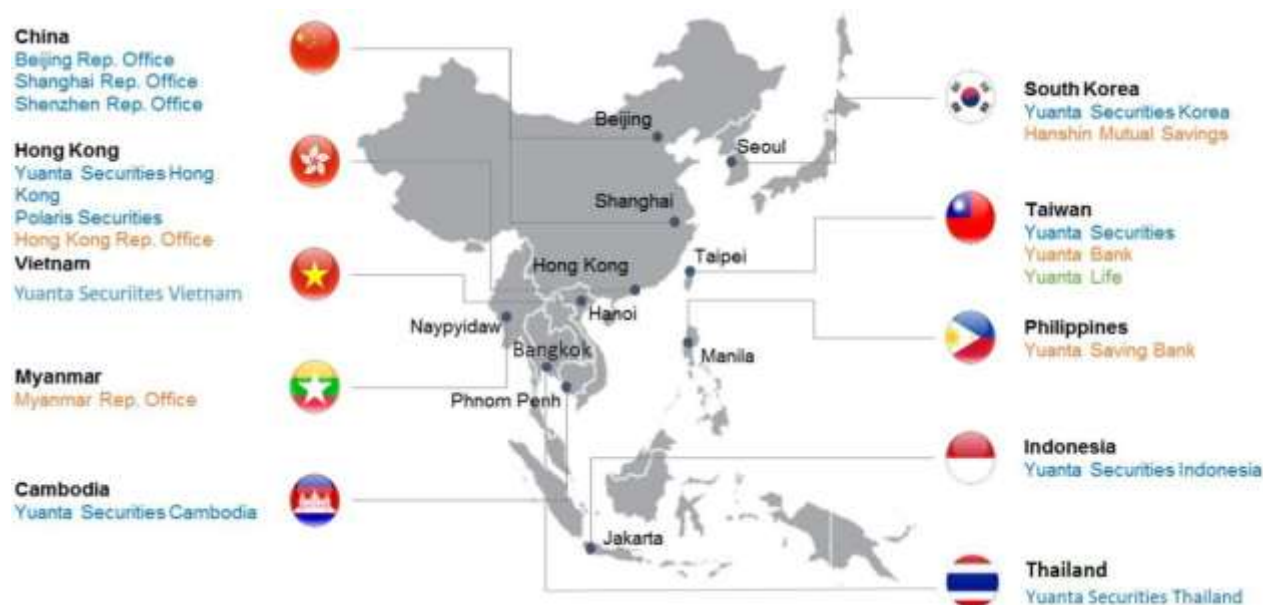 China
Beijing Rep. Office
Shanghai Rep. Office
Shenzhen Rep. Office
Hong Kong
Yuanta Securities Hong
Kong
Polaris Securities
Hong Kong Rep. Office
Vietnam
Yuanta Securiites Vietnam
Myanmar
Myanmar Rep. Office
Cambodia
Yuanta Securities Cambodia
Beijing
Seoul
Shanghai
Taipei
Hong Kong
Hanoi
Naypyidaw
Bangkok
Manila
Phnom Penh
Jakarta
South Korea
Yuanta Securities Korea
Hanshin Mutual Savings
Taiwan
Yuanta Securities
Yuanta Bank
Yuanta Life
Philippines
Yuanta Saving Bank
Indonesia
Yuanta Securities Indonesia
Thailand
Yuanta Securities Thailand